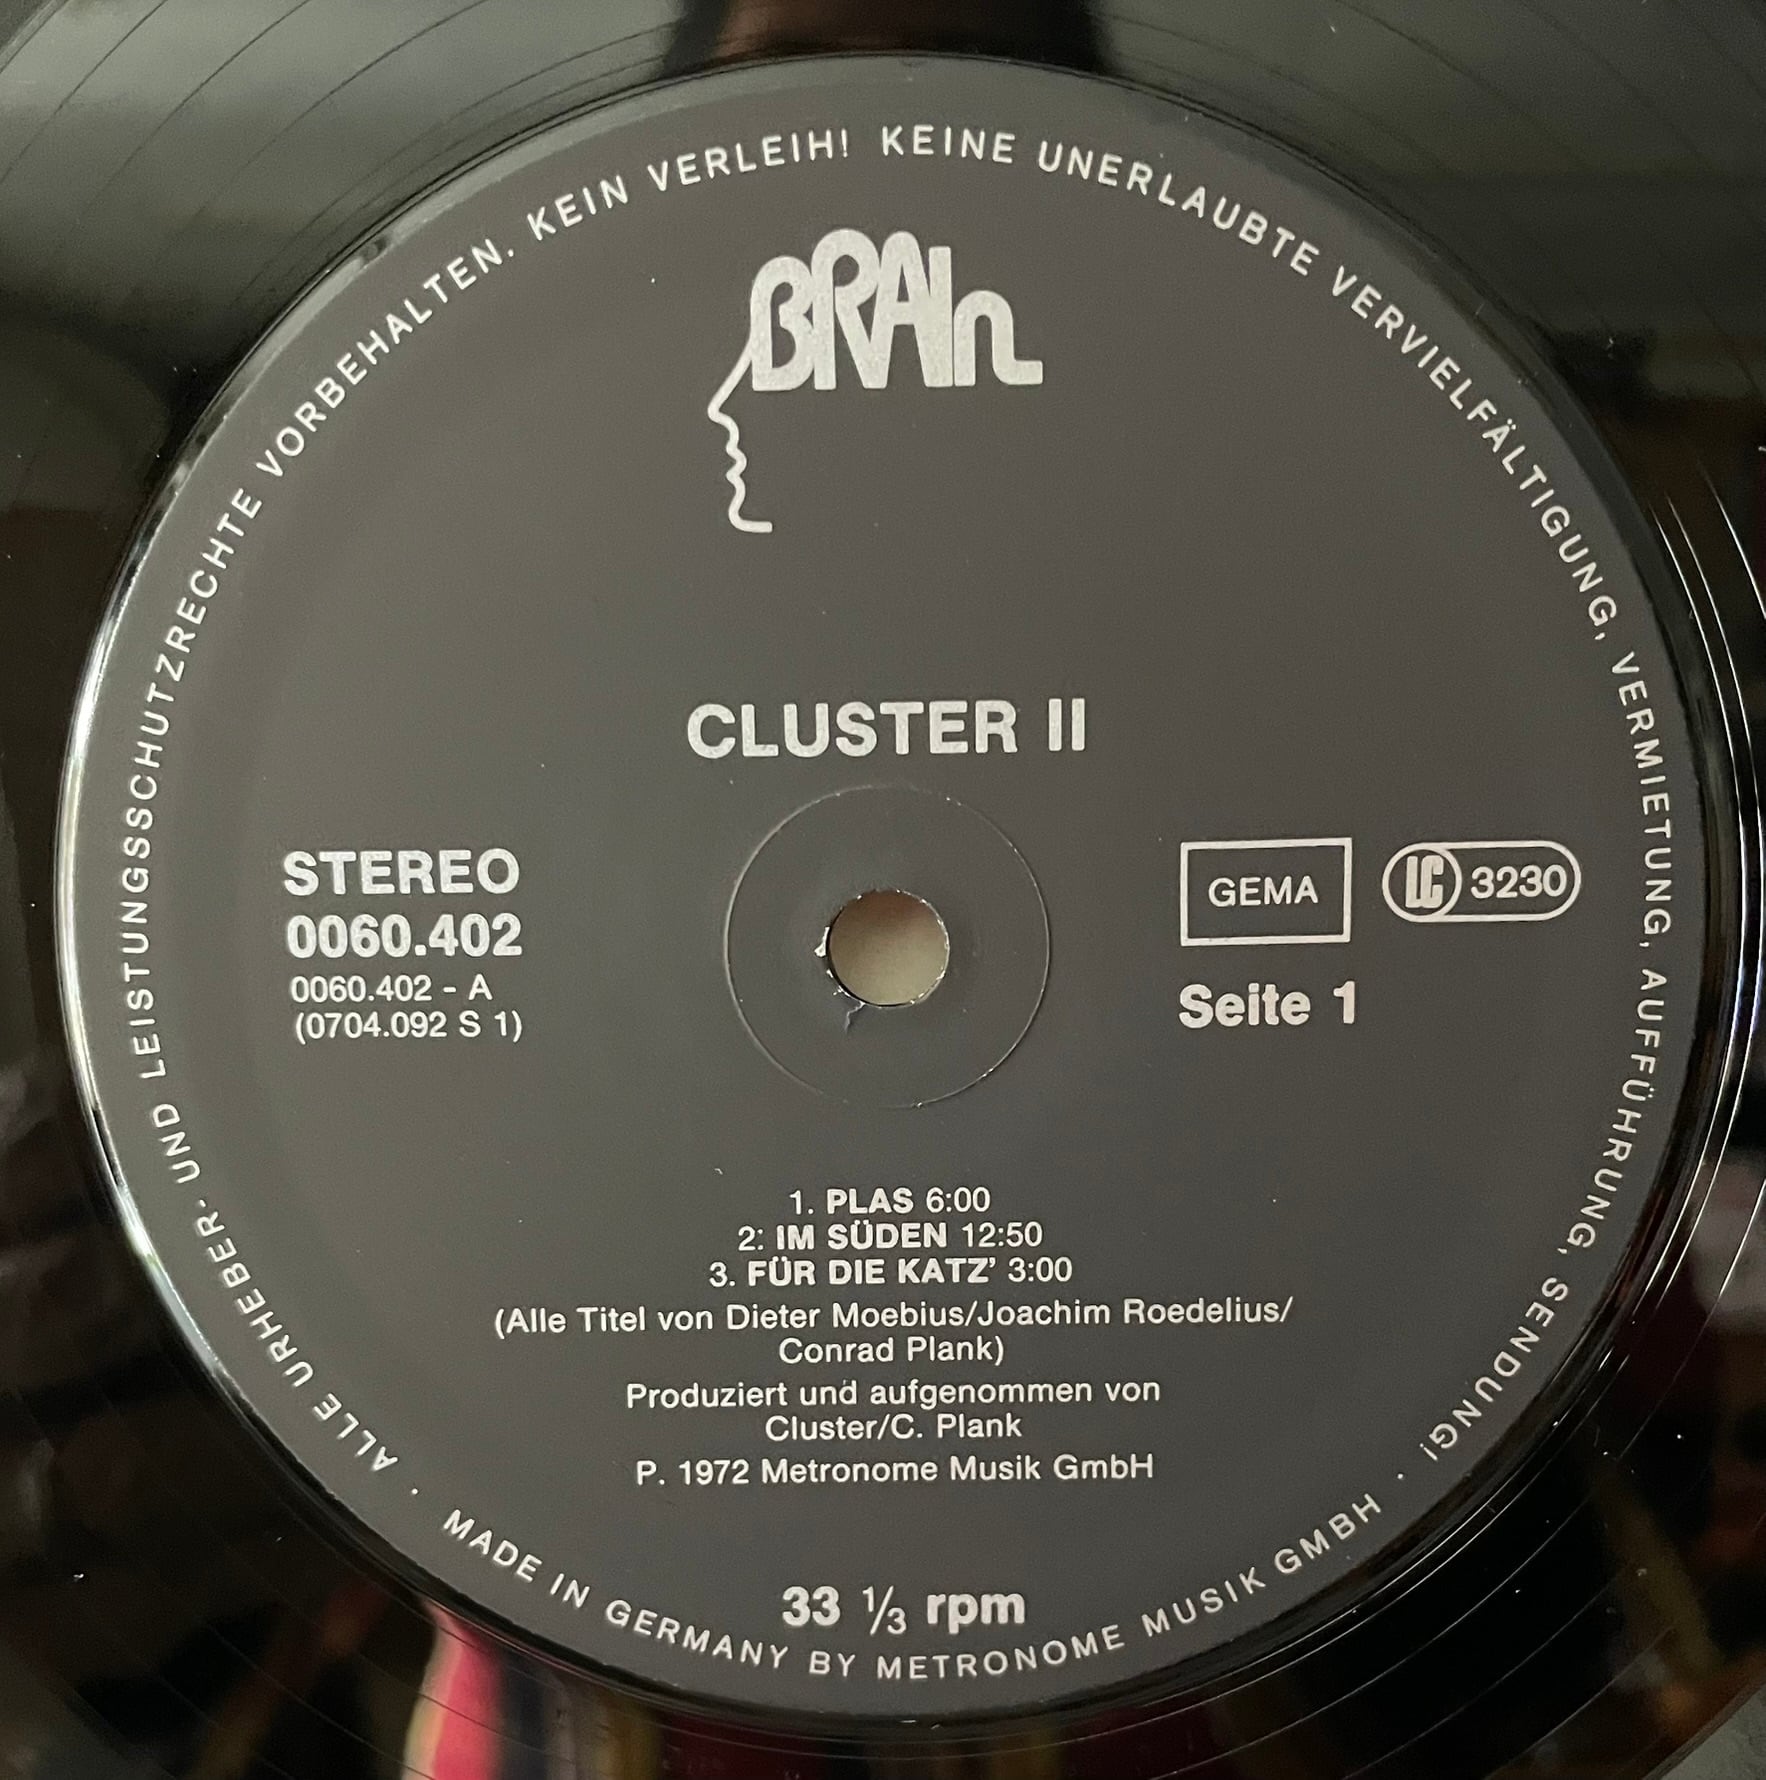 ALLE URHEBER- UND LEISTUNGSSCHUTZRECHTE VORBEHALTEN. KEIN VERLEIH! KEINE UNERLAUBTE VERVIELFÄLTIGUNG, VERMIETUNG, AUFFÜHRUNG, SENDUNG!
BRAIN
CLUSTER II
STEREO
0060.402
0060.402 - A
(0704.092 S 1)
GEMA
LC 3230
Seite 1
1. PLAS 6:00
2: IM SÜDEN 12:50
3. FÜR DIE KATZ' 3:00
(Alle Titel von Dieter Moebius/Joachim Roedelius/
Conrad Plank)
Produziert und aufgenommen von
Cluster/C. Plank
P. 1972 Metronome Musik GmbH
33 ⅓ rpm
· MADE IN GERMANY BY METRONOME MUSIK GMBH ·